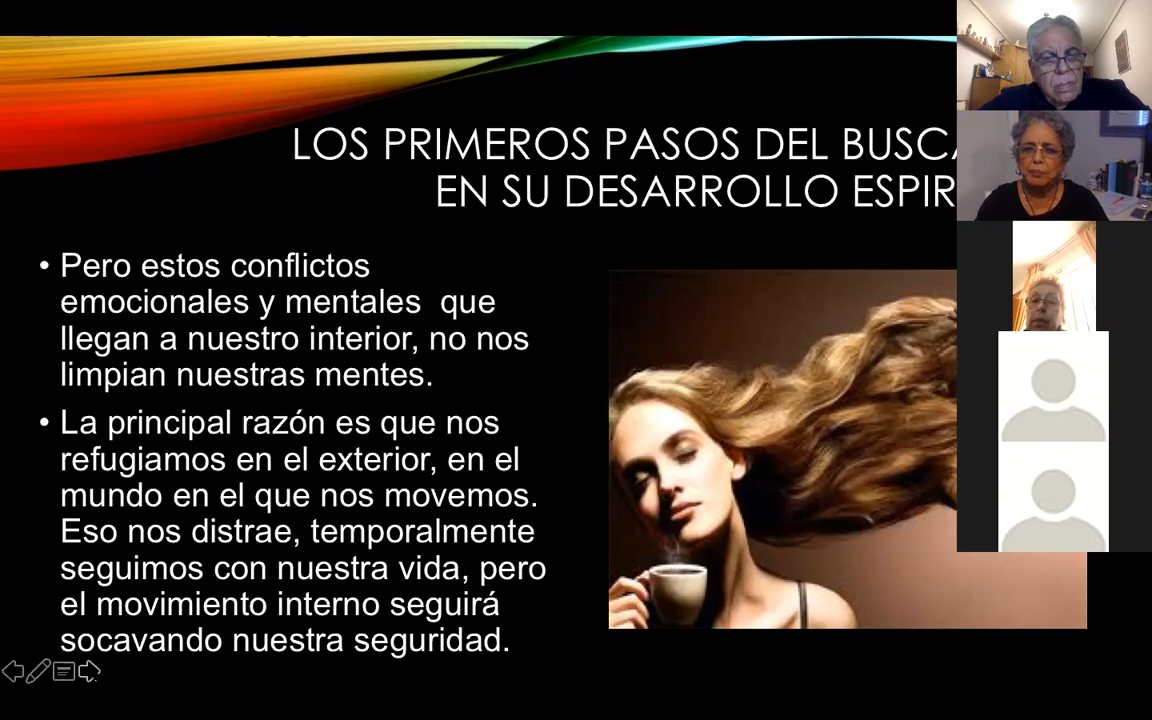 LOS PRIMEROS PASOS DEL
EN SU DESARROLLO
• Pero estos conflictos
emocionales y mentales que
llegan a nuestro interior, no nos
limpian nuestras mentes.
• La principal razón es que nos
refugiamos en el exterior, en el
mundo en el que nos movemos.
Eso nos distrae, temporalmente
seguimos con nuestra vida, pero
el movimiento interno seguirá
socavando nuestra seguridad.